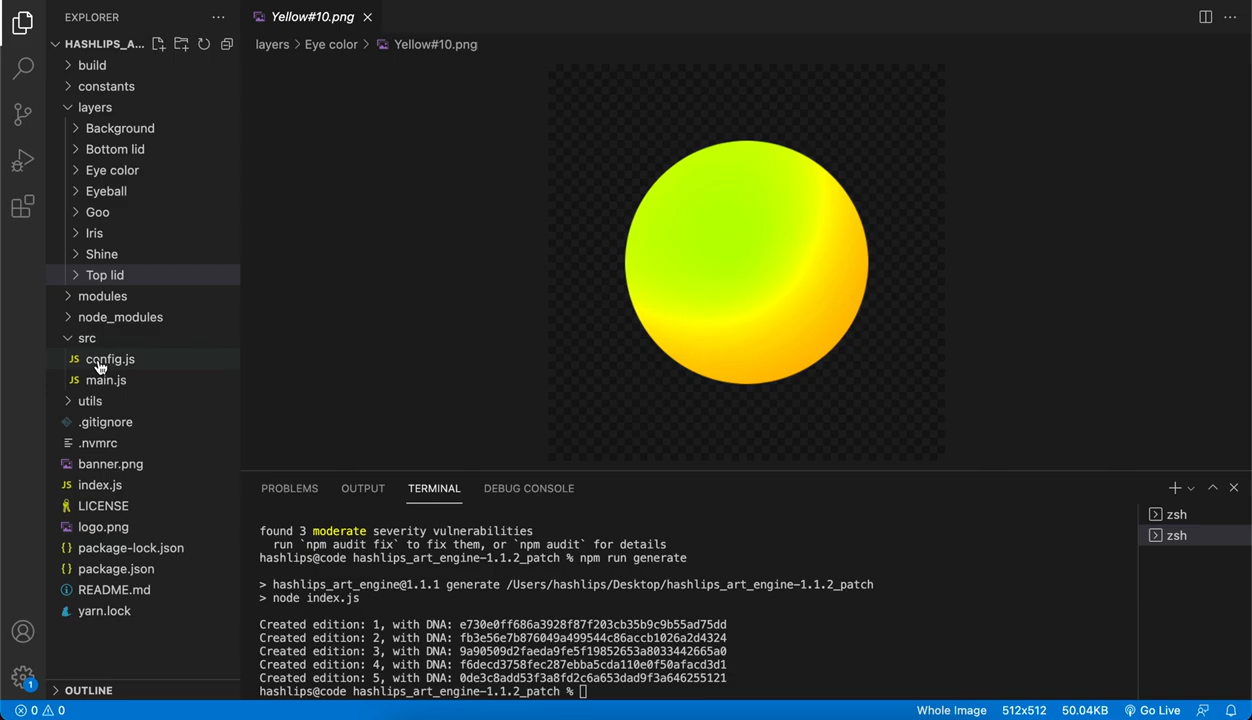 EXPLORER
HASHLIPS_A...
build
constants
layers
Background
Bottom lid
Eye color
Eyeball
Goo
Iris
Shine
Top lid
modules
node_modules
src
JS config.js
JS main.js
utils
.gitignore
.nvmrc
banner.png
JS index.js
LICENSE
logo.png
{} package-lock.json
{} package.json
README.md
yarn.lock
OUTLINE
Yellow#10.png
layers > Eye color > Yellow#10.png
PROBLEMS OUTPUT TERMINAL DEBUG CONSOLE
found 3 moderate severity vulnerabilities
run `npm audit fix` to fix them, or `npm audit` for details
hashlips@code hashlips_art_engine-1.1.2_patch % npm run generate
> hashlips_art_engine@1.1.1 generate /Users/hashlips/Desktop/hashlips_art_engine-1.1.2_patch
> node index.js
Created edition: 1, with DNA: e730e0ff686a3928f87f203cb35b9c9b55ad75dd
Created edition: 2, with DNA: fb3e56e7b876049a499544c86accb1026a2d4324
Created edition: 3, with DNA: 9a90509d2faeda9fe5f19852653a8033442665a0
Created edition: 4, with DNA: f6decd3758fec287ebba5cda110e0f50afacd3d1
Created edition: 5, with DNA: 0de3c8add53f3a8fd2c6a653dad9f3a646255121
hashlips@code hashlips_art_engine-1.1.2_patch %
zsh
zsh
1
0 0
Whole Image 512x512 50.04KB Go Live